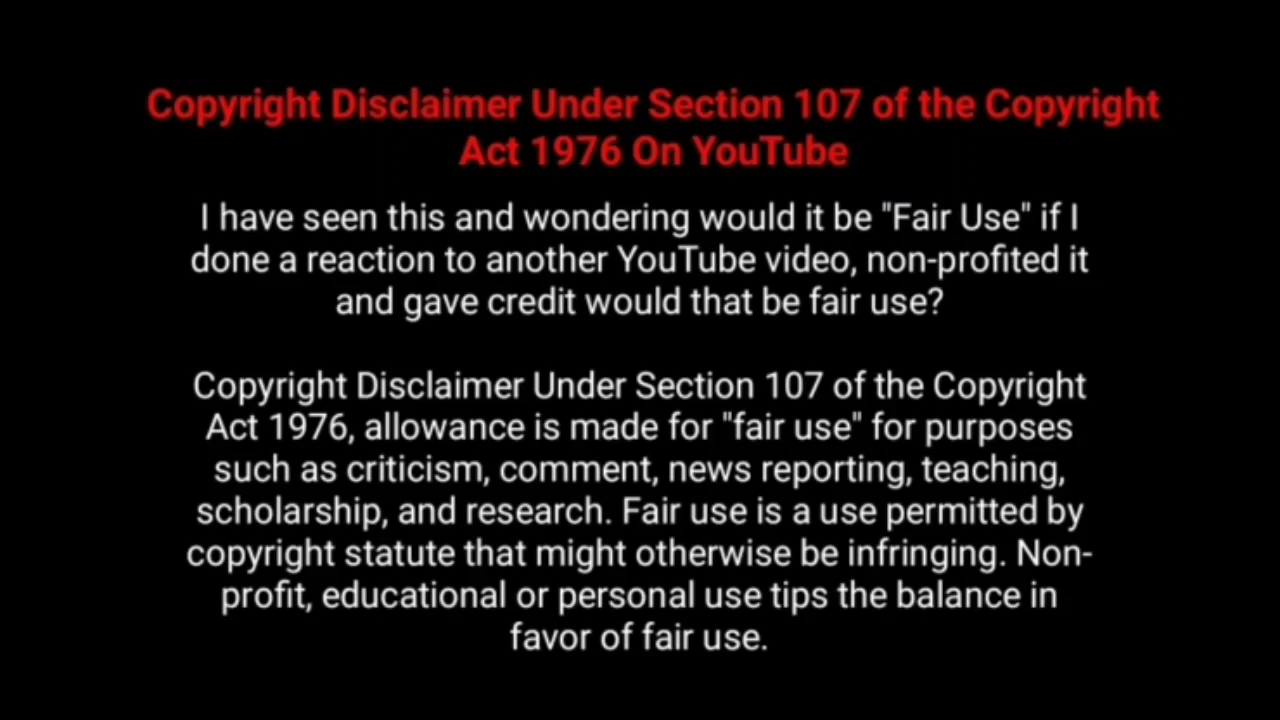 Copyright Disclaimer Under Section 107 of the Copyright
Act 1976 On YouTube
I have seen this and wondering would it be "Fair Use" if I
done a reaction to another YouTube video, non-profited it
and gave credit would that be fair use?
Copyright Disclaimer Under Section 107 of the Copyright
Act 1976, allowance is made for "fair use" for purposes
such as criticism, comment, news reporting, teaching,
scholarship, and research. Fair use is a use permitted by
copyright statute that might otherwise be infringing. Non-
profit, educational or personal use tips the balance in
favor of fair use.